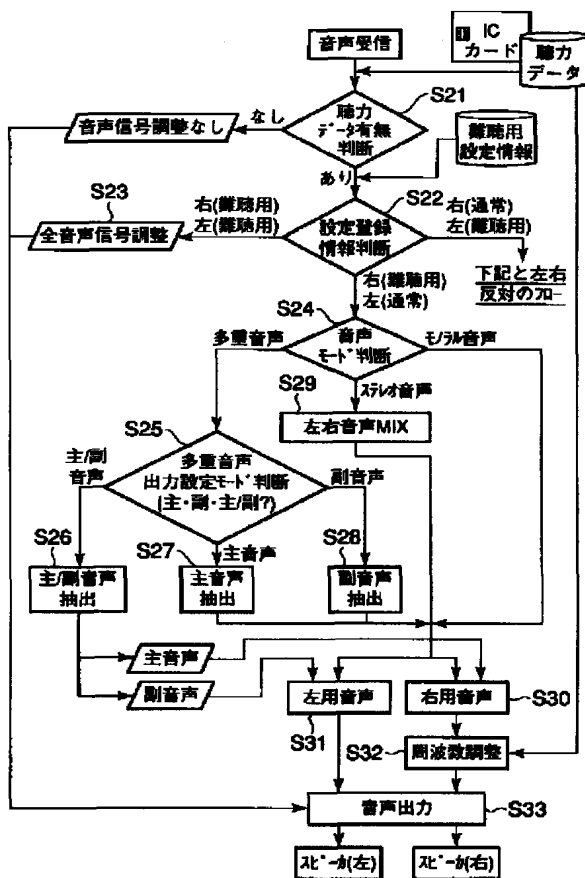 IC
カード
聴力
データ
音声受信
S21
聴力
データ有無
判断
なし
音声信号調整なし
難聴用
設定情報
あり
S22
設定登録
情報判断
S23
右(難聴用)
左(難聴用)
全音声信号調整
右(通常)
左(難聴用)
下記と左右
反対のフロー
右(難聴用)
左(通常)
S24
音声
モード判断
多重音声
モノラル音声
ステレオ音声
S29
左右音声MIX
S25
多重音声
出力設定モード判断
(主・副・主/副?)
主/副
音声
副音声
主音声
S26
主/副音声
抽出
S27
主音声
抽出
S28
副音声
抽出
主音声
副音声
左用音声
S31
右用音声
S30
S32
周波数調整
音声出力
S33
スピーカ(左)
スピーカ(右)